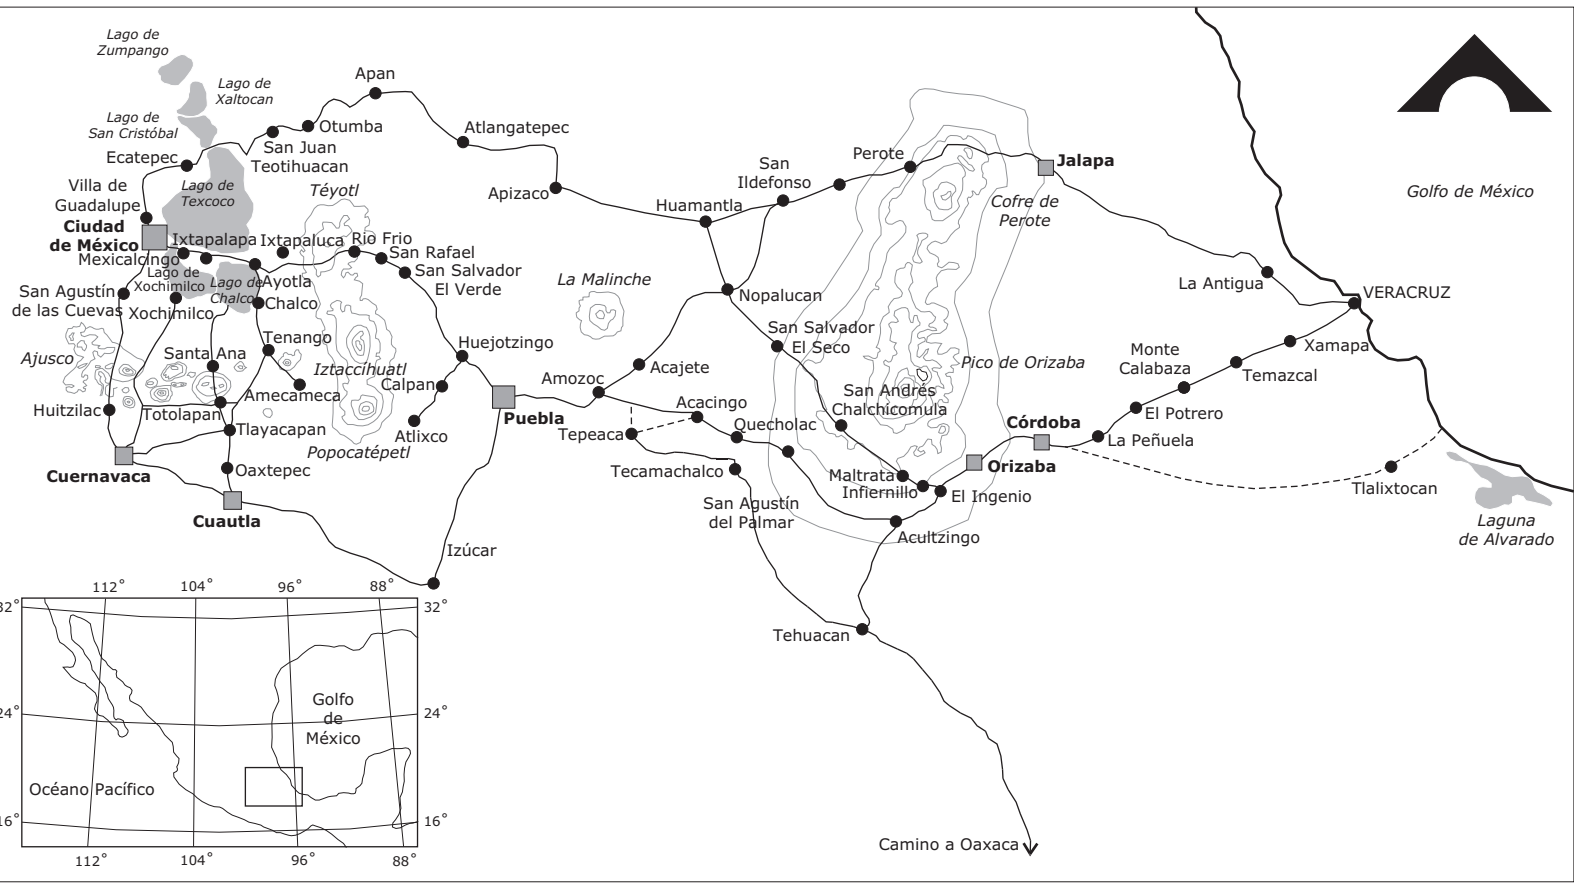 Lago de
Zumpango
Lago de
Xaltocan
Lago de
San Cristóbal
Apan
Otumba
San Juan
Teotihuacan
Atlangatepec
Ecatepec
Villa de
Guadalupe
Lago de
Texcoco
Téyotl
Apizaco
San
Ildefonso
Perote
Jalapa
Huamantla
Cofre de
Perote
Golfo de México
Ciudad
de México
Ixtapalapa
Ixtapaluca
Rio Frio
San Rafael
Mexicalcingo
Lago de
Xochimilco
Lago de
Chalco
Ayotla
San Salvador
El Verde
La Malinche
San Agustín
de las Cuevas
Xochimilco
Chalco
Nopalucan
La Antigua
VERACRUZ
Ajusco
Santa Ana
Tenango
Huejotzingo
San Salvador
El Seco
Xamapa
Iztaccíhuatl
Calpan
Amozoc
Acajete
Pico de Orizaba
Monte
Calabaza
Temazcal
Huitzilac
Totolapan
Amecameca
Puebla
Acacingo
San Andrés
Chalchicomula
El Potrero
Tlayacapan
Atlixco
Popocatépetl
Tepeaca
Quecholac
Córdoba
La Peñuela
Cuernavaca
Oaxtepec
Tecamachalco
Maltrata
Infiernillo
Orizaba
El Ingenio
Tlalixtocan
Cuautla
San Agustín
del Palmar
Acultzingo
Laguna
de Alvarado
Izúcar
Tehuacan
Camino a Oaxaca
112° 104° 96° 88°
32° 32°
24° 24°
16° 16°
Golfo
de
México
Océano Pacífico
112° 104° 96° 88°